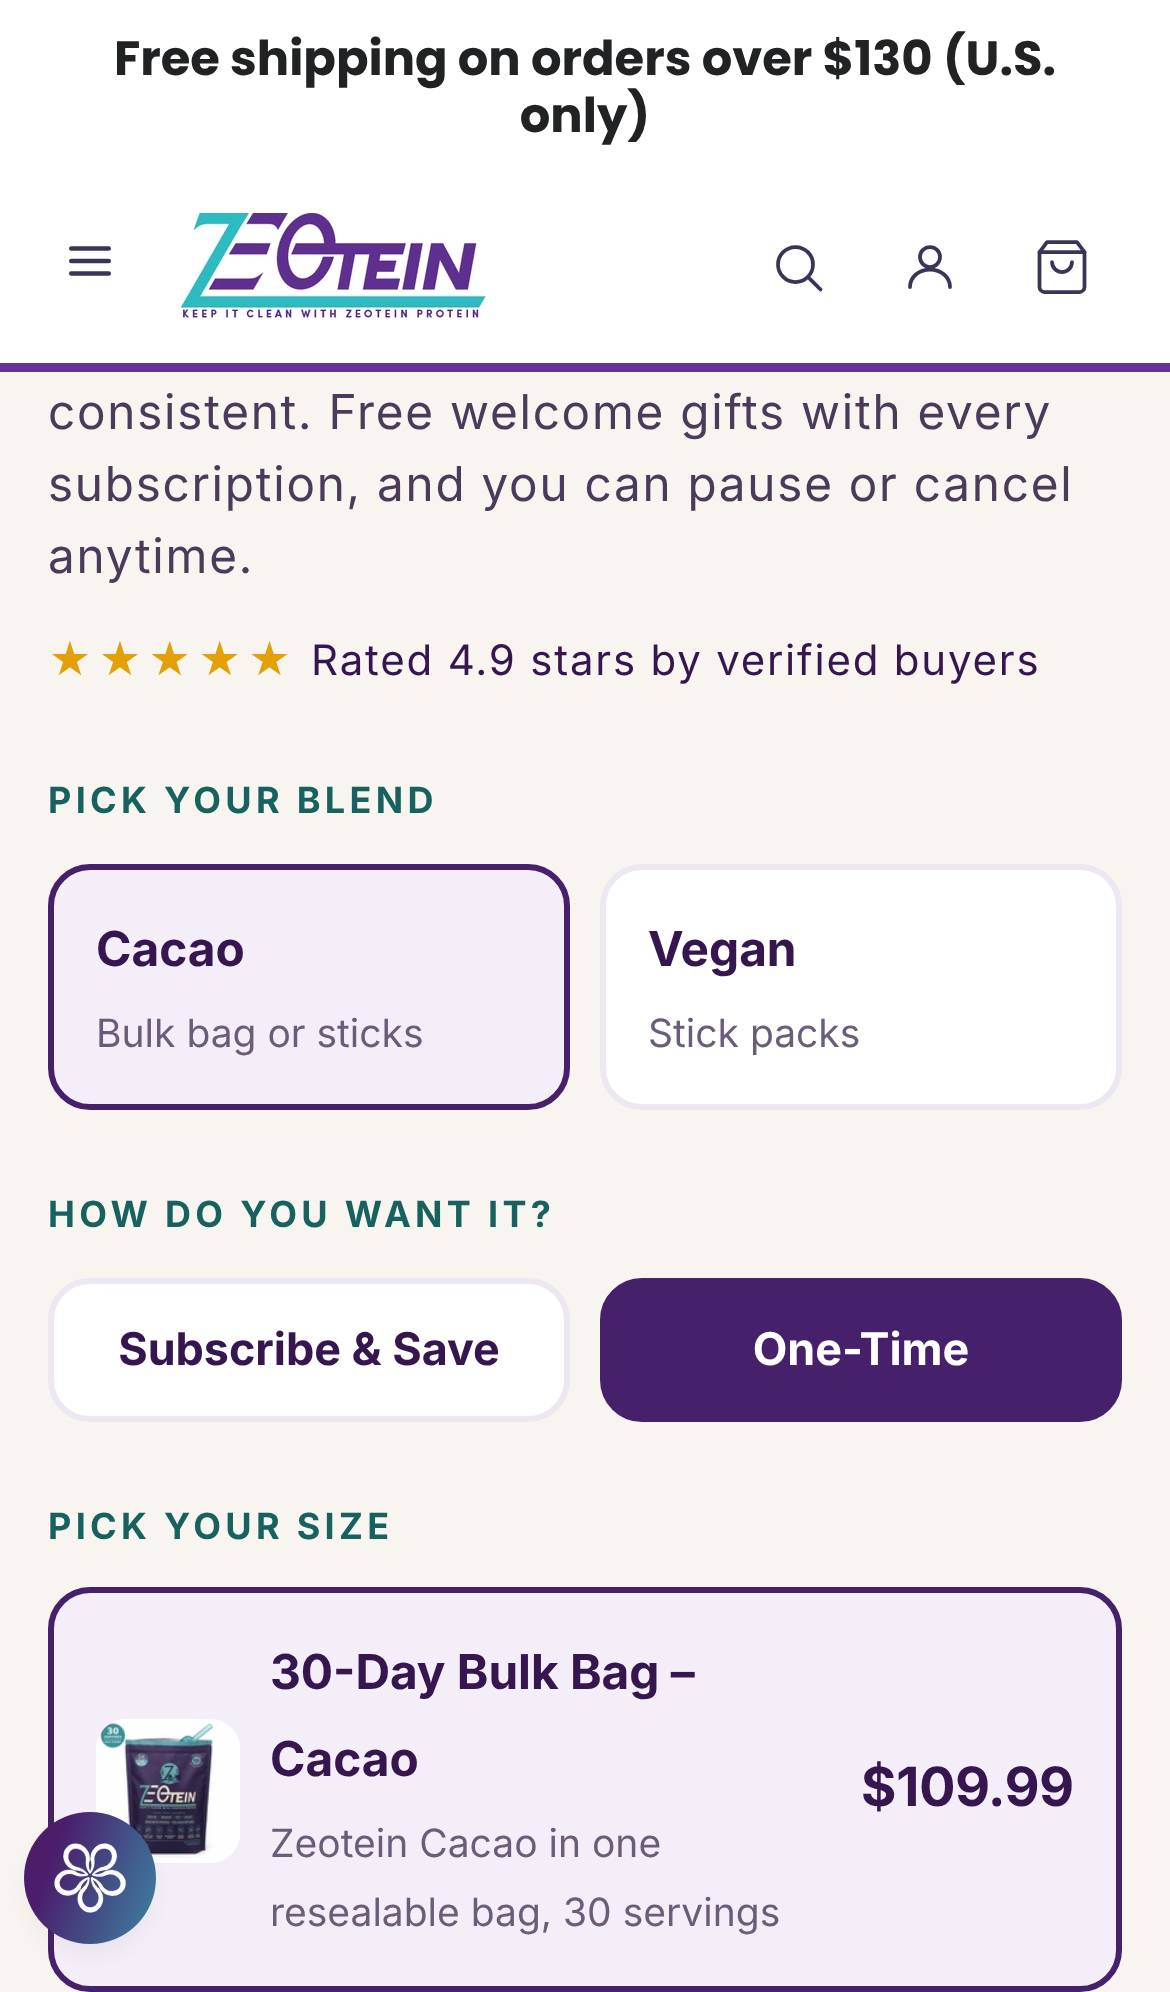 Free shipping on orders over $130 (U.S.
only)
ZEOTEIN
KEEP IT CLEAN WITH ZEOTEIN PROTEIN
consistent. Free welcome gifts with every
subscription, and you can pause or cancel
anytime.
★★★★★ Rated 4.9 stars by verified buyers
PICK YOUR BLEND
Cacao
Bulk bag or sticks
Vegan
Stick packs
HOW DO YOU WANT IT?
Subscribe & Save
One-Time
PICK YOUR SIZE
30-Day Bulk Bag –
Cacao
Zeotein Cacao in one
resealable bag, 30 servings
$109.99
30
ZEOTEIN